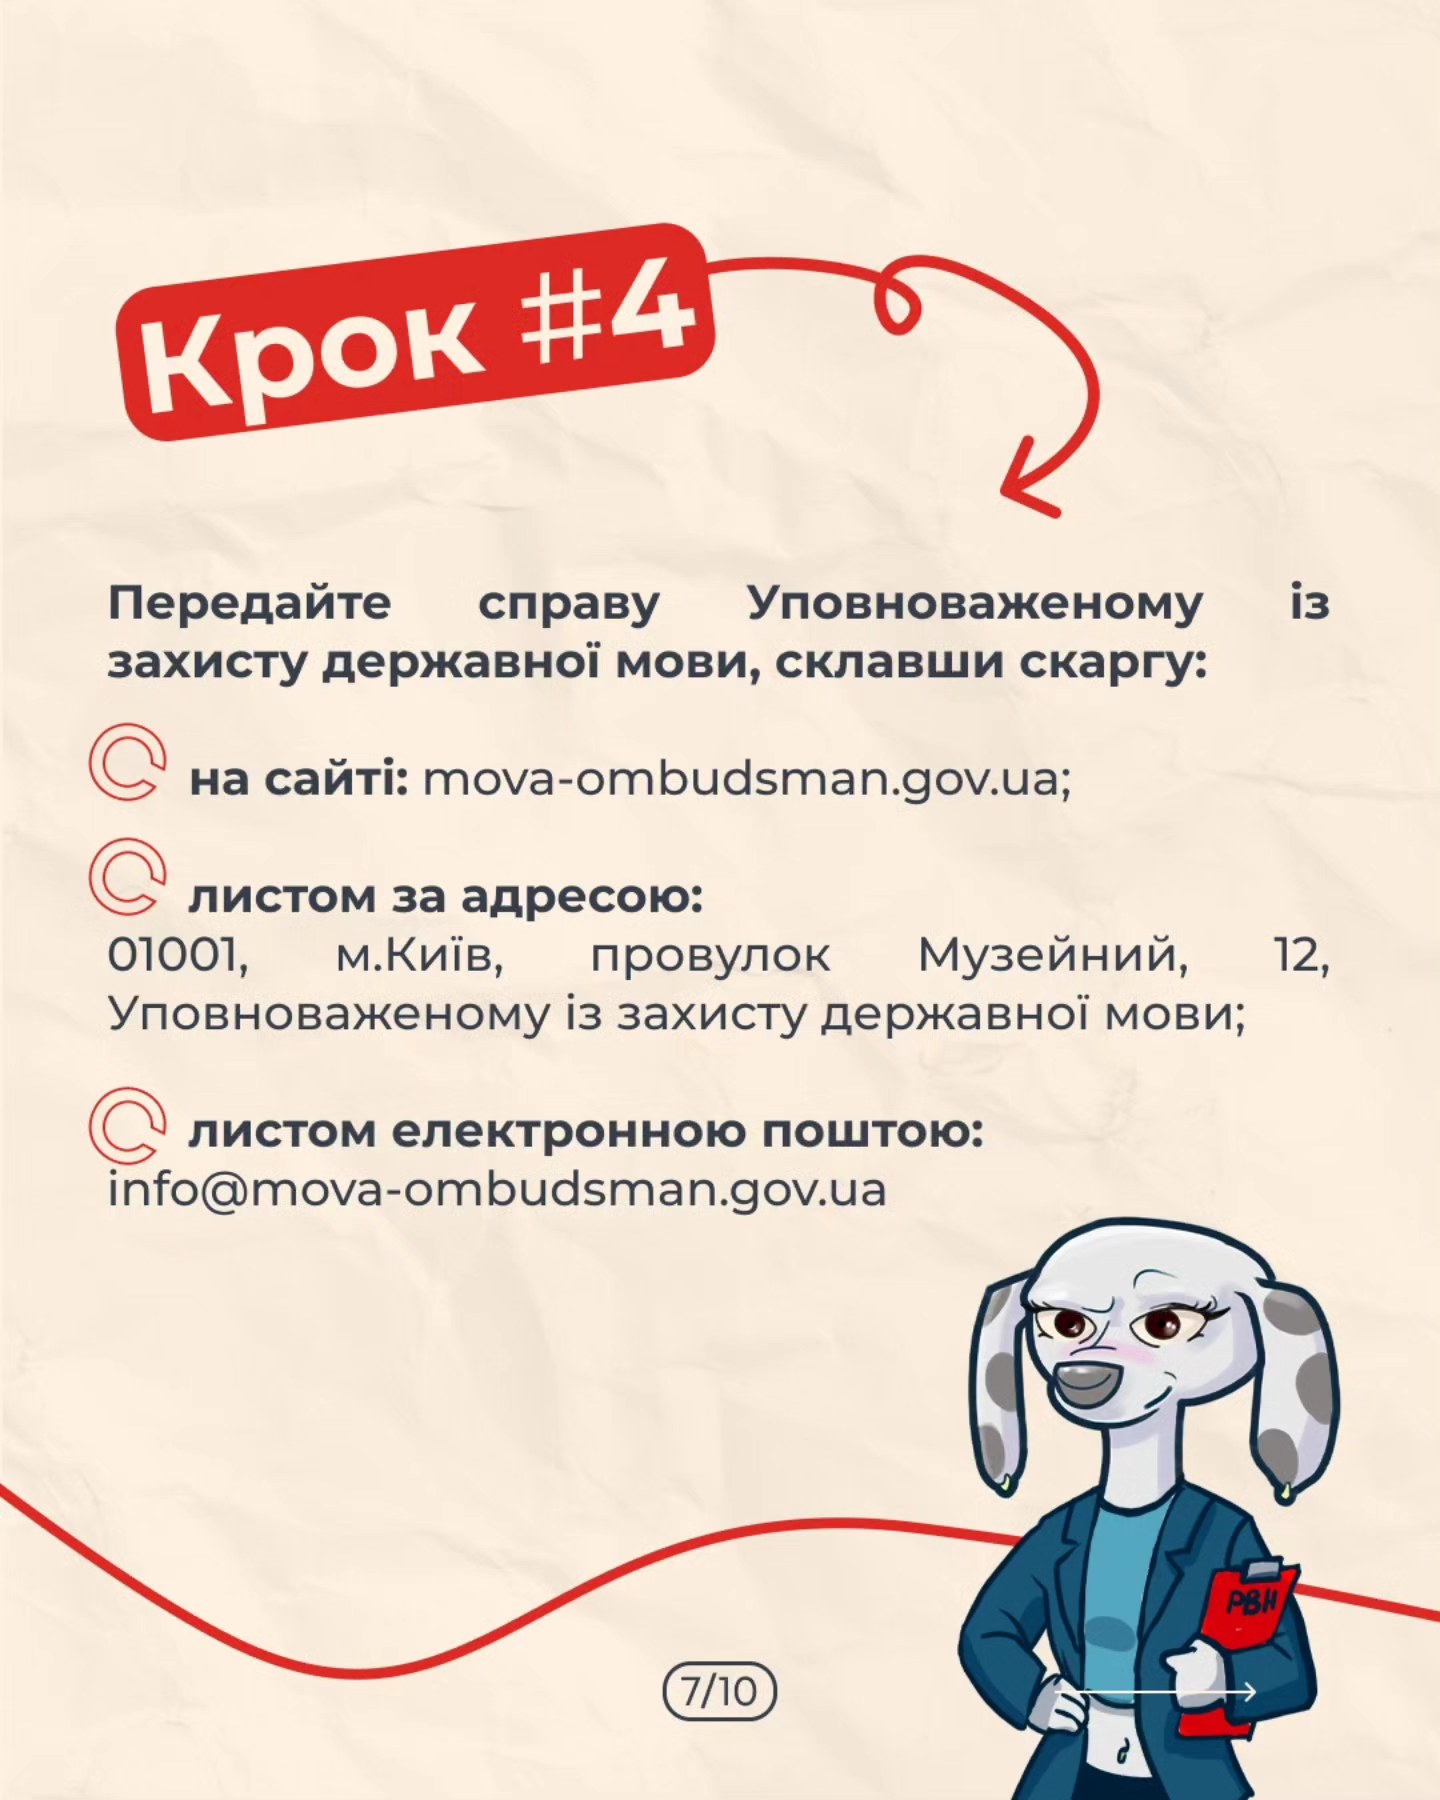 Крок #4
Передайте справу Уповноваженому із
захисту державної мови, склавши скаргу:
на сайті: mova-ombudsman.gov.ua;
листом за адресою:
01001, м.Київ, провулок Музейний, 12,
Уповноваженому із захисту державної мови;
листом електронною поштою:
info@mova-ombudsman.gov.ua
РВН
7/10